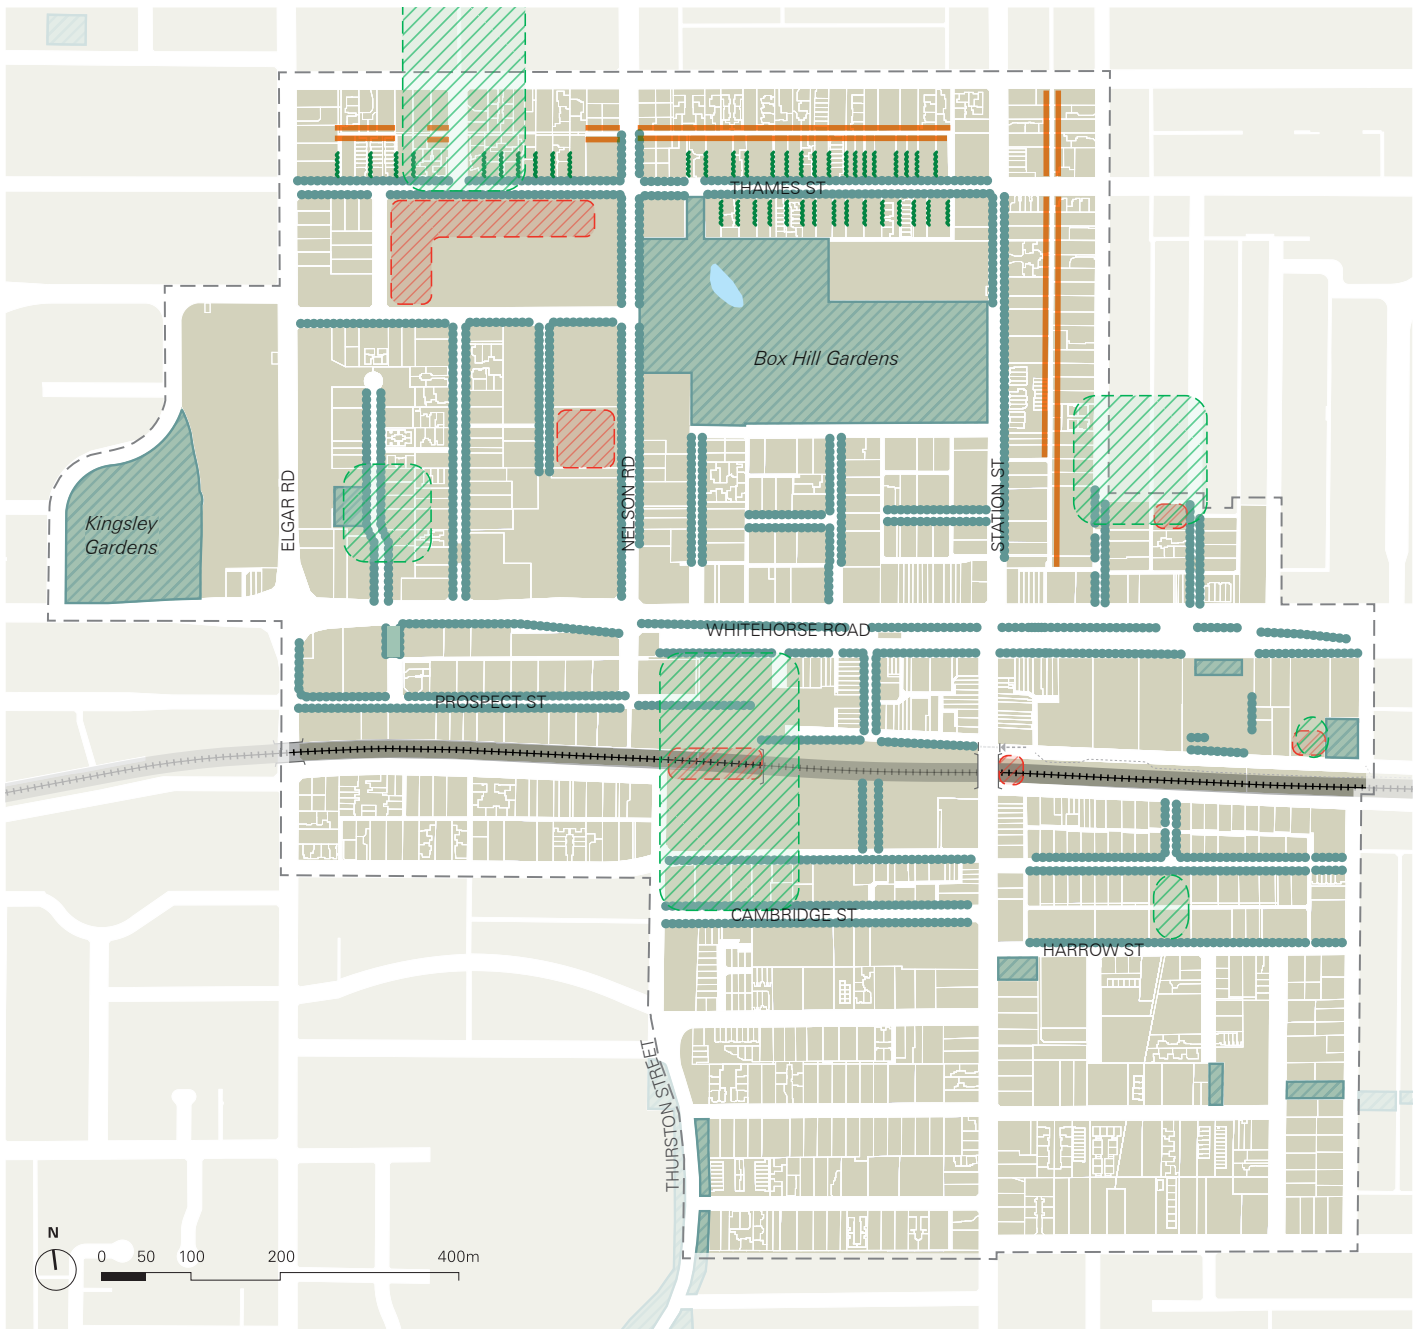 THAMES ST
Box Hill Gardens
Kingsley
Gardens
ELGAR RD
NELSON RD
STATION ST
WHITEHORSE ROAD
PROSPECT ST
CAMBRIDGE ST
HARROW ST
THURSTON STREET
N
0 50 100 200 400m